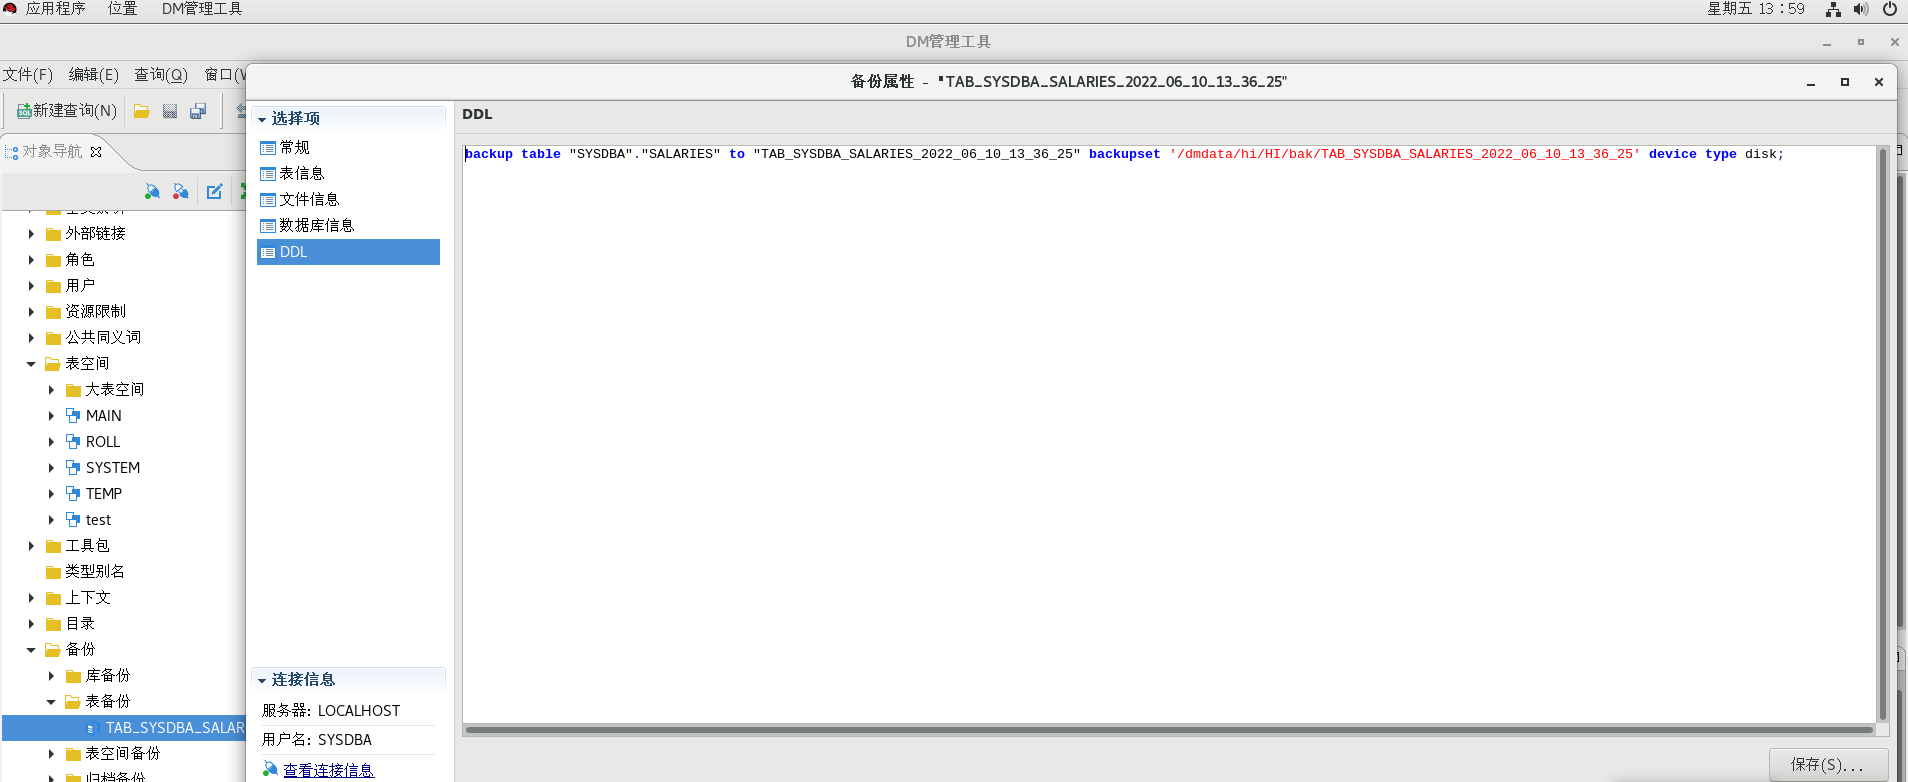 应用程序 位置 DM管理工具 星期五 13：59
DM管理工具
文件(F) 编辑(E) 查询(Q) 窗口(W
备份属性 - "TAB_SYSDBA_SALARIES_2022_06_10_13_36_25"
新建查询(N)
对象导航
外部链接
角色
用户
资源限制
公共同义词
表空间
大表空间
MAIN
ROLL
SYSTEM
TEMP
test
工具包
类型别名
上下文
目录
备份
库备份
表备份
TAB_SYSDBA_SALAR
表空间备份
归档备份
选择项
常规
表信息
文件信息
数据库信息
DDL
连接信息
服务器: LOCALHOST
用户名: SYSDBA
查看连接信息
DDL
backup table "SYSDBA"."SALARIES" to "TAB_SYSDBA_SALARIES_2022_06_10_13_36_25" backupset '/dmdata/hi/HI/bak/TAB_SYSDBA_SALARIES_2022_06_10_13_36_25' device type disk;
保存(S)...